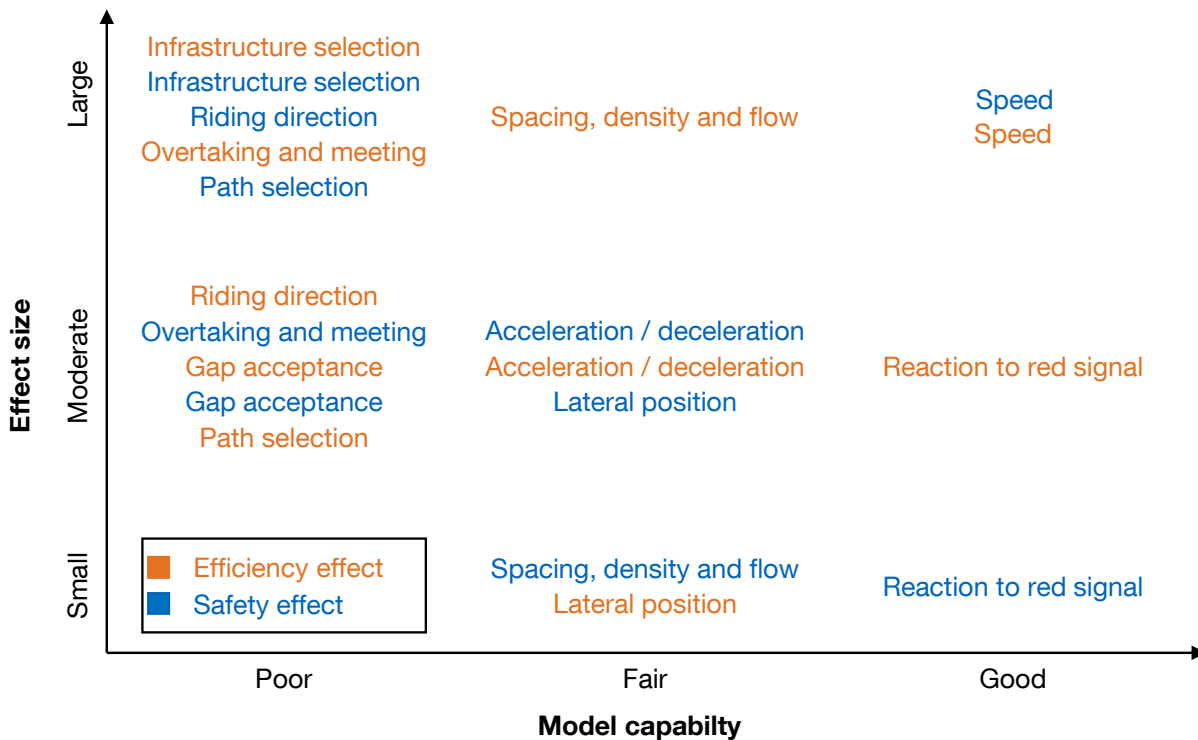 Effect size
Large
Infrastructure selection
Infrastructure selection
Riding direction
Overtaking and meeting
Path selection
Spacing, density and flow
Speed
Speed
Moderate
Riding direction
Overtaking and meeting
Gap acceptance
Gap acceptance
Path selection
Acceleration / deceleration
Acceleration / deceleration
Lateral position
Reaction to red signal
Small
Efficiency effect
Safety effect
Spacing, density and flow
Lateral position
Reaction to red signal
Poor
Fair
Good
Model capabilty